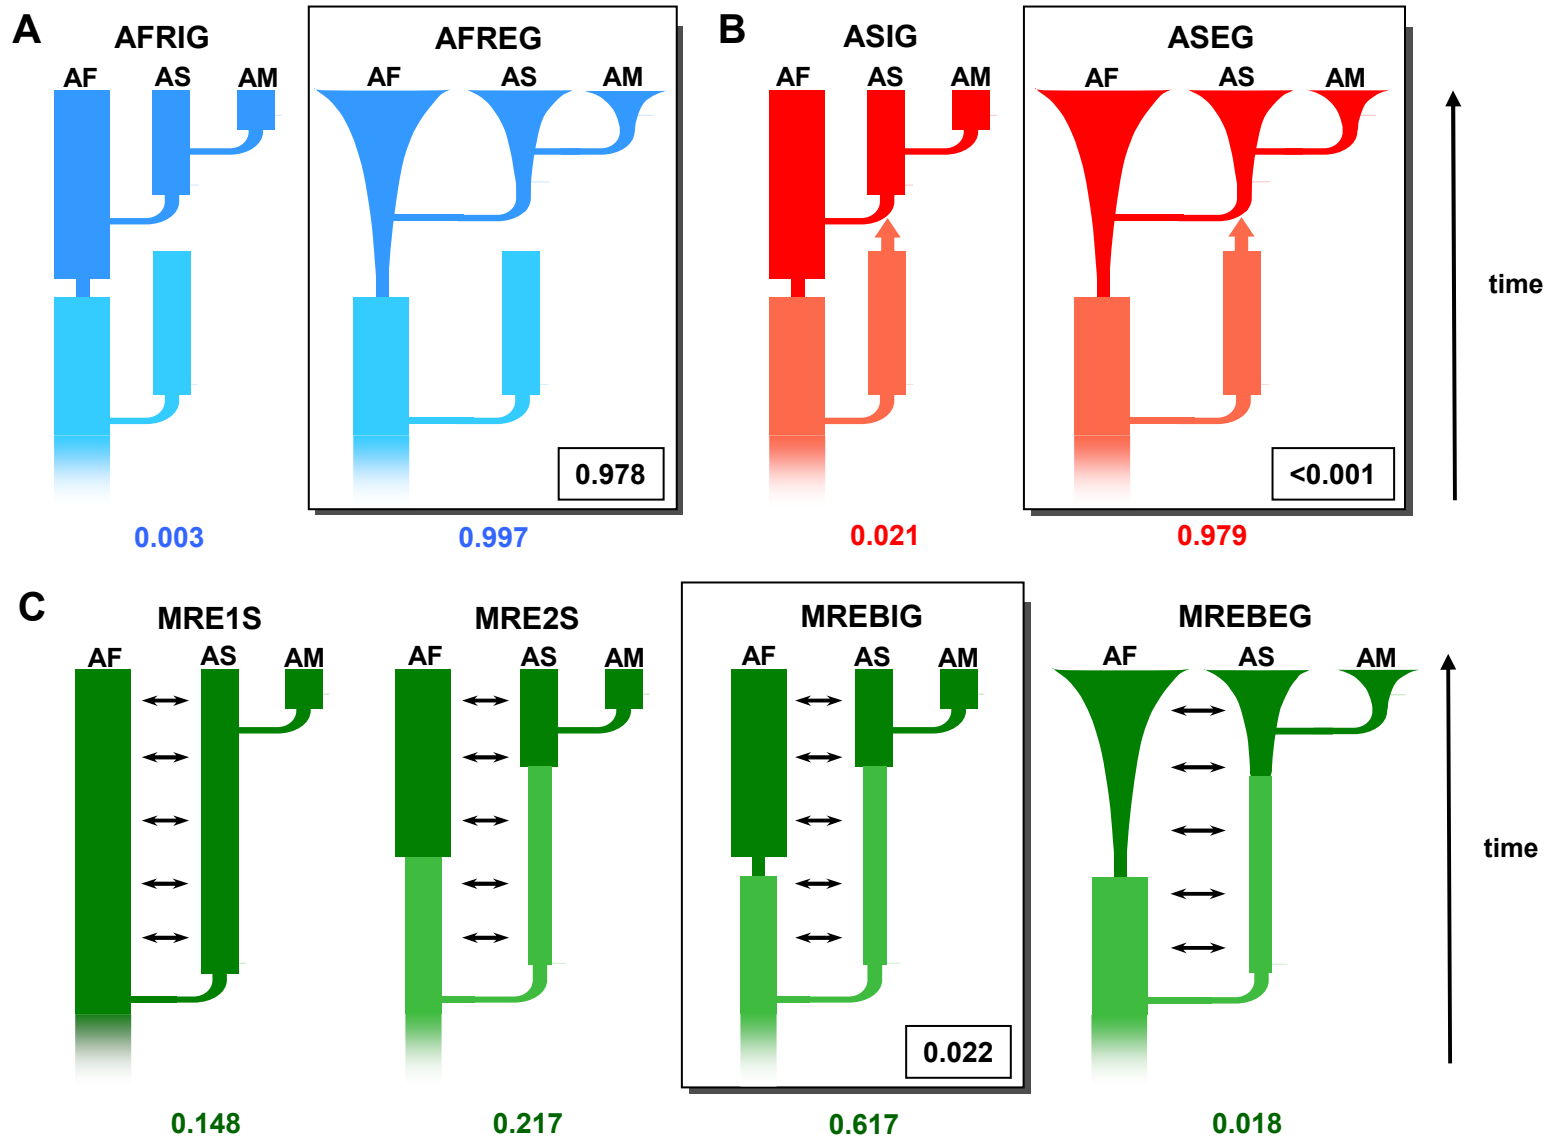 A
AFRIG
AFREG
B
ASIG
ASEG
AF AS AM
AF AS AM
AF AS AM
AF AS AM
time
0.978
<0.001
0.003
0.997
0.021
0.979
C
MRE1S
MRE2S
MREBIG
MREBEG
AF AS AM
AF AS AM
AF AS AM
AF AS AM
time
0.022
0.148
0.217
0.617
0.018